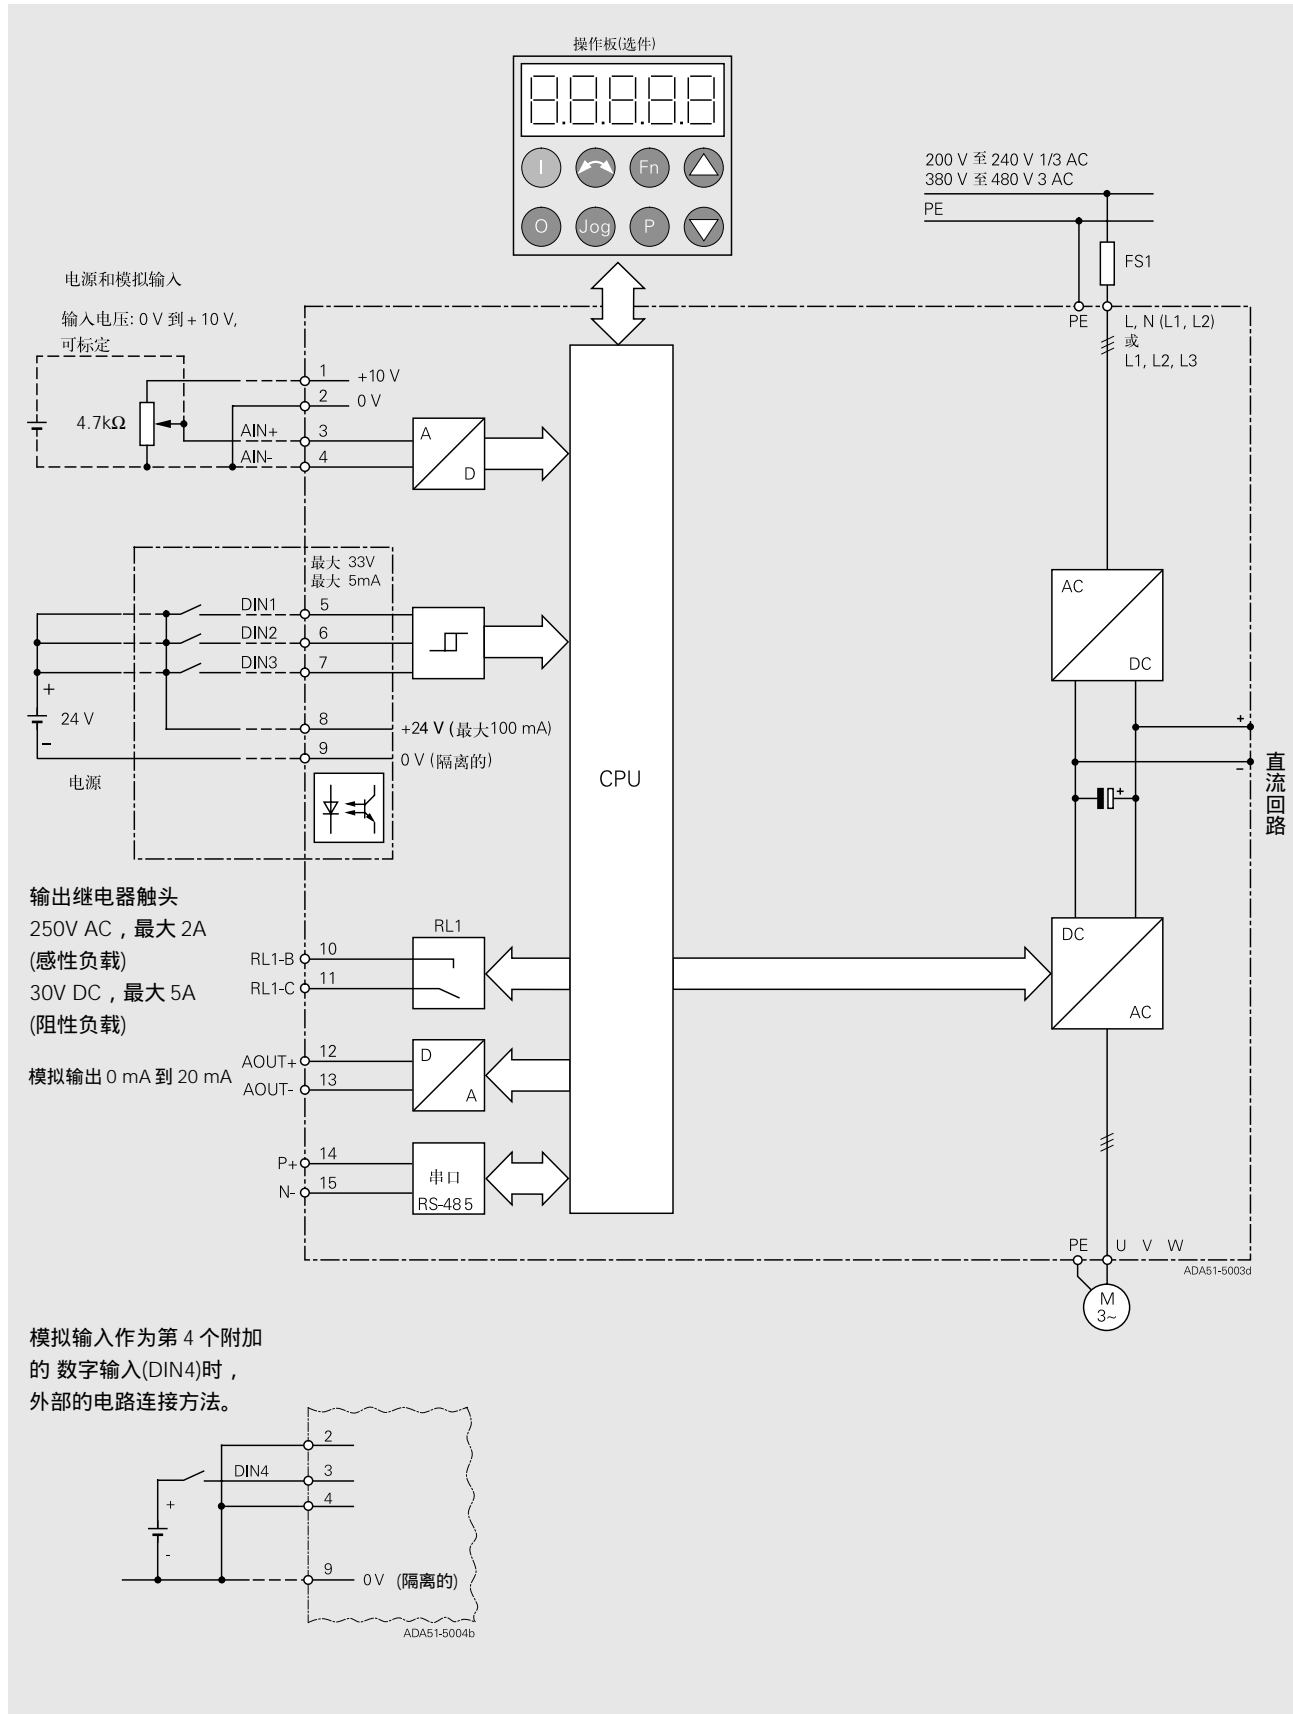 操作板(选件)
I
Fn
O
Jog
P
200 V 至 240 V 1/3 AC
380 V 至 480 V 3 AC
PE
FS1
电源和模拟输入
输入电压: 0 V 到 + 10 V,
可标定
PE
L, N (L1, L2)
或
L1, L2, L3
1
+10 V
2
0 V
4.7kΩ
AIN+
3
AIN-
4
A
D
最大 33V
最大 5mA
DIN1
5
DIN2
6
DIN3
7
+
24 V
-
8
+24 V (最大100 mA)
9
0 V (隔离的)
电源
CPU
AC
DC
+
-
+
直流回路
输出继电器触头
250V AC，最大 2A
(感性负载)
30V DC，最大 5A
(阻性负载)
RL1
RL1-B
10
RL1-C
11
DC
AC
模拟输出 0 mA 到 20 mA
AOUT+
12
AOUT-
13
D
A
P+
14
N-
15
串口
RS-485
PE
U V W
ADA51-5003d
M
3~
模拟输入作为第 4 个附加
的 数字输入(DIN4)时，
外部的电路连接方法。
2
DIN4
3
4
+
-
9
0 V (隔离的)
ADA51-5004b